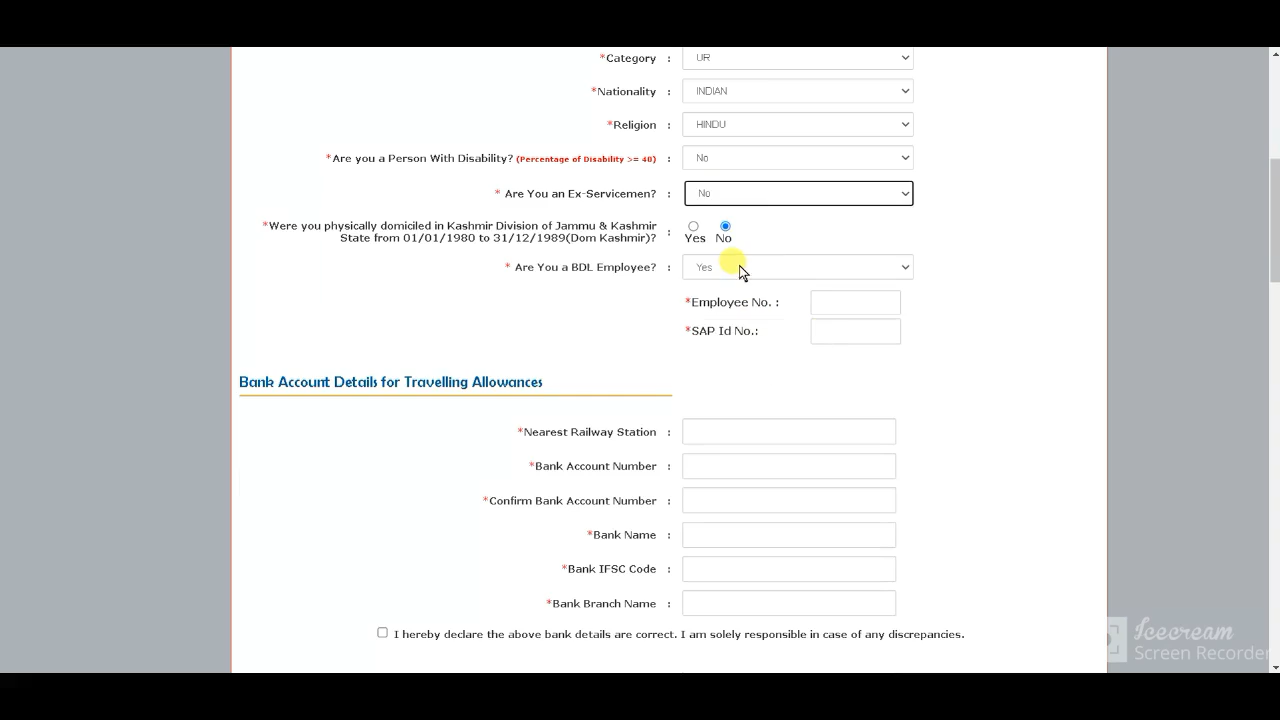 *Category : UR
*Nationality : INDIAN
*Religion : HINDU
*Are you a Person With Disability? (Percentage of Disability >= 40) : No
* Are You an Ex-Servicemen? : No
*Were you physically domiciled in Kashmir Division of Jammu & Kashmir
State from 01/01/1980 to 31/12/1989(Dom Kashmir)? :
Yes No
* Are You a BDL Employee? : Yes
*Employee No. :
*SAP Id No.:
Bank Account Details for Travelling Allowances
*Nearest Railway Station :
*Bank Account Number :
*Confirm Bank Account Number :
*Bank Name :
*Bank IFSC Code :
*Bank Branch Name :
I hereby declare the above bank details are correct. I am solely responsible in case of any discrepancies.
Icecream
Screen Recorder